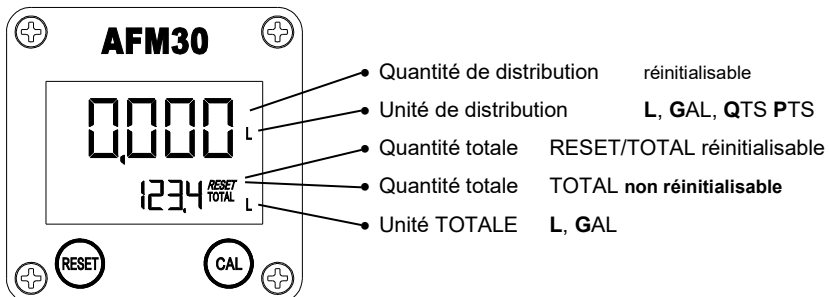 AFM30
0,000 L
123,4 RESET TOTAL L
RESET CAL
Quantité de distribution réinitialisable
Unité de distribution L, GAL, QTS PTS
Quantité totale RESET/TOTAL réinitialisable
Quantité totale TOTAL non réinitialisable
Unité TOTALE L, GAL